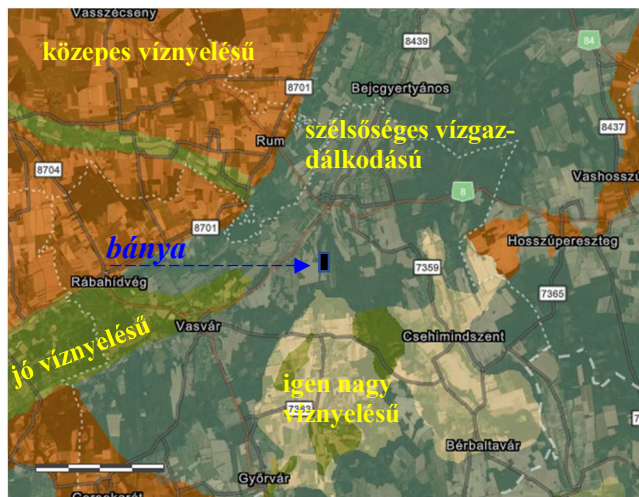 Vasszécseny
közepes víznyelésű
8439
84
8701
Bejcgyertyános
szélsőséges vízgaz-
dálkodású
8437
Rum
8704
Vashosszú
8
8701
Hosszúpereszteg
bánya
7359
Rábahídvég
7365
Vasvár
jó víznyelésű
Csehimindszent
igen nagy
víznyelésű
Bérbaltavár
Győrvár